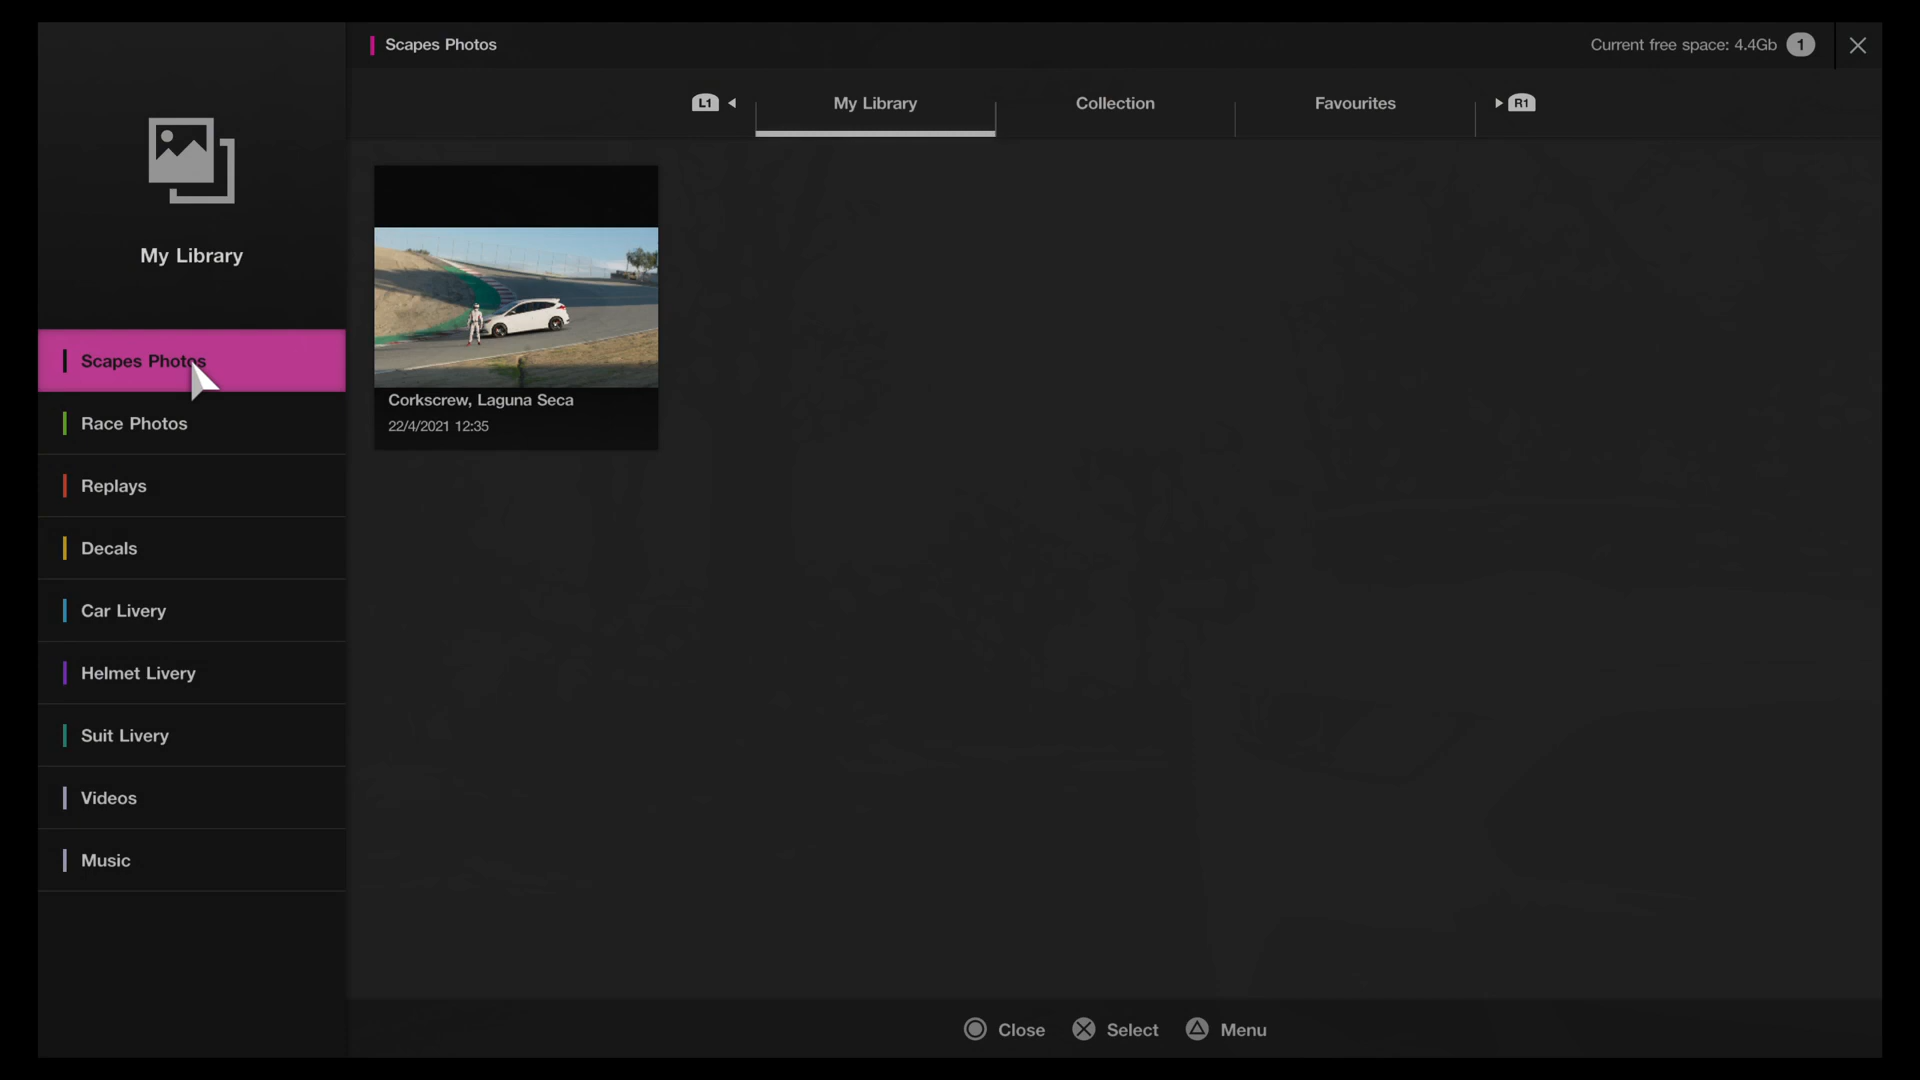 Scapes Photos
Current free space: 4.4Gb 1
L1 My Library Collection Favourites R1
My Library
Corkscrew, Laguna Seca
22/4/2021 12:35
Scapes Photos
Race Photos
Replays
Decals
Car Livery
Helmet Livery
Suit Livery
Videos
Music
Close Select Menu